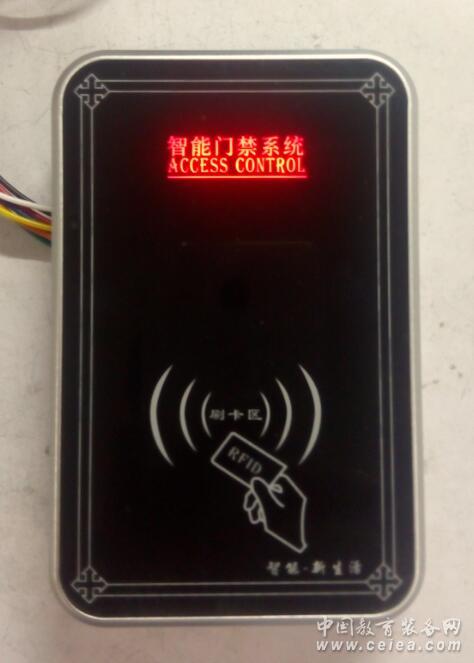 智能门禁系统
ACCESS CONTROL
刷卡区
RFID
智能·新生活
中国教育装备网
www.ceiea.com